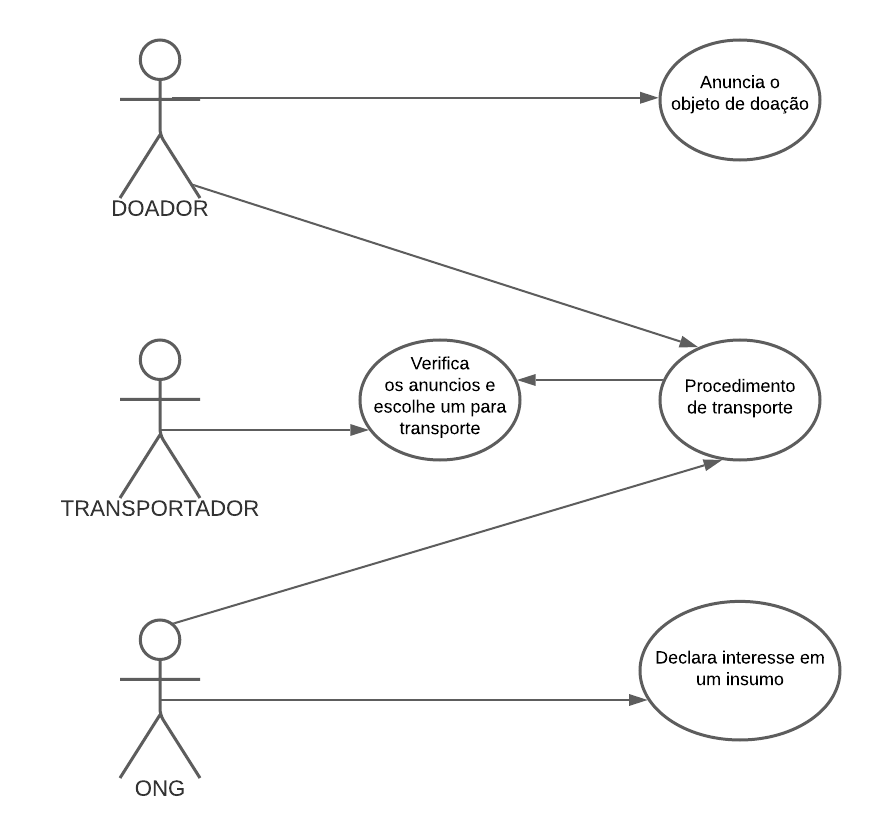 Anuncia o
objeto de doação
DOADOR
Verifica
os anuncios e
escolhe um para
transporte
Procedimento
de transporte
TRANSPORTADOR
Declara interesse em
um insumo
ONG